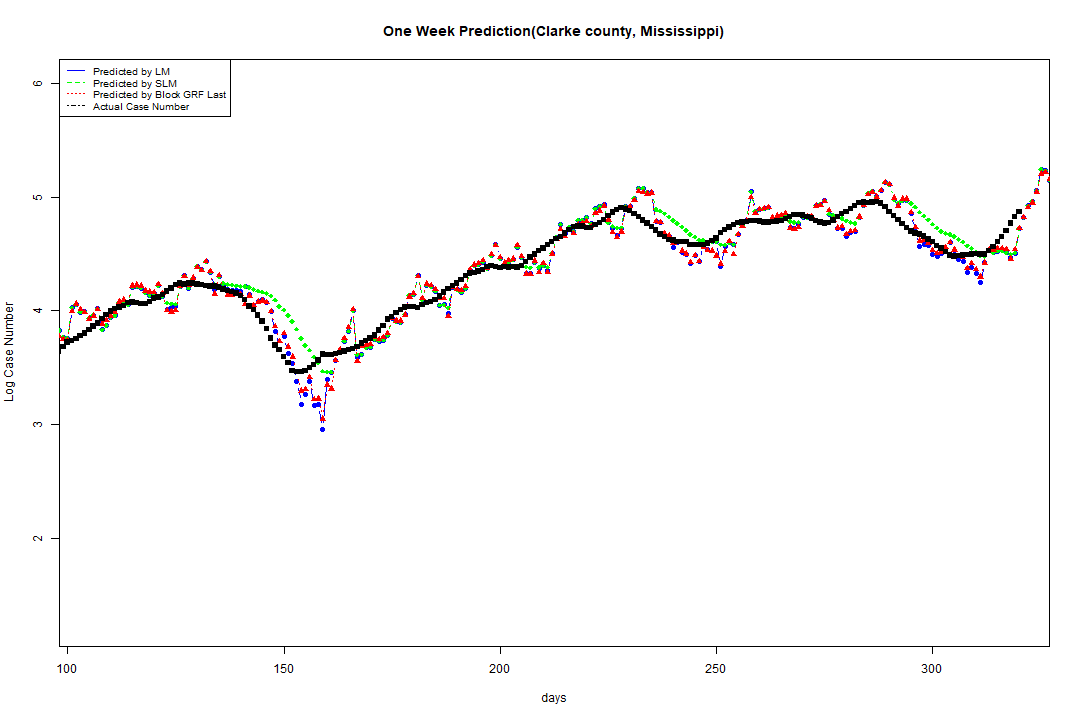 One Week Prediction(Clarke county, Mississippi)
Predicted by LM
Predicted by SLM
Predicted by Block GRF Last
Actual Case Number
6
5
4
3
2
Log Case Number
100 150 200 250 300
days